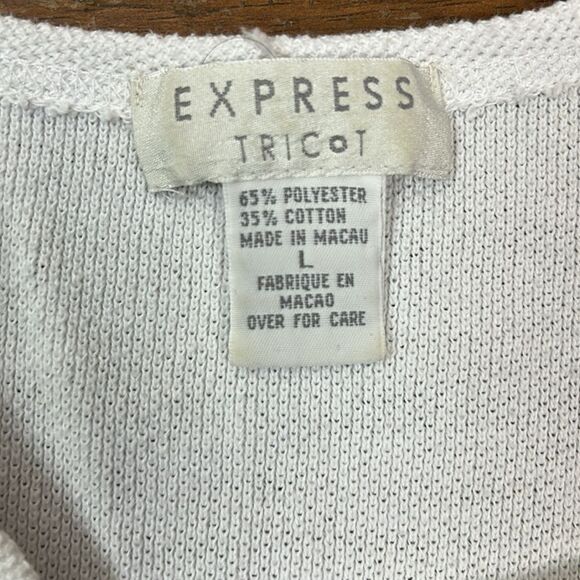 EXPRESS
TRICOT
65% POLYESTER
35% COTTON
MADE IN MACAU
L
FABRIQUE EN
MACAO
OVER FOR CARE